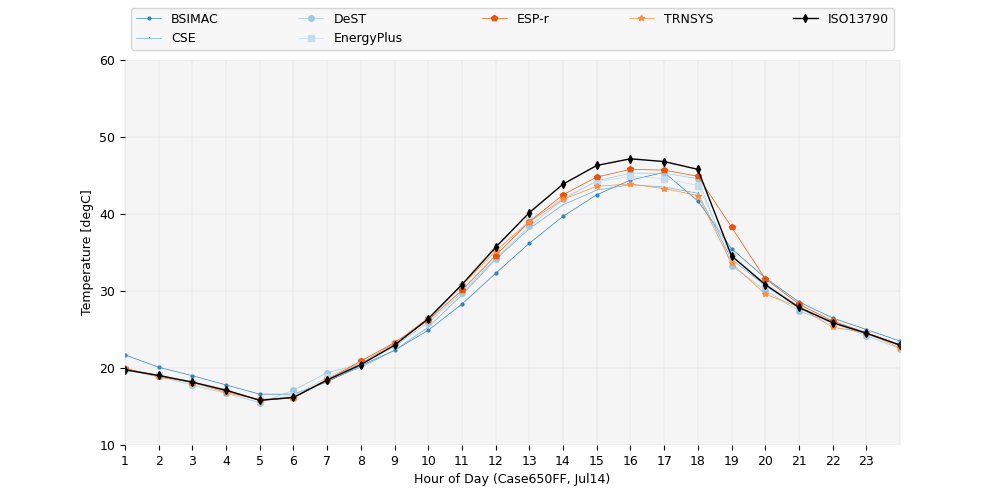 BSIMAC DeST ESP-r TRNSYS ISO13790
CSE EnergyPlus
60
50
40
30
20
10
Temperature [degC]
1 2 3 4 5 6 7 8 9 10 11 12 13 14 15 16 17 18 19 20 21 22 23
Hour of Day (Case650FF, Jul14)